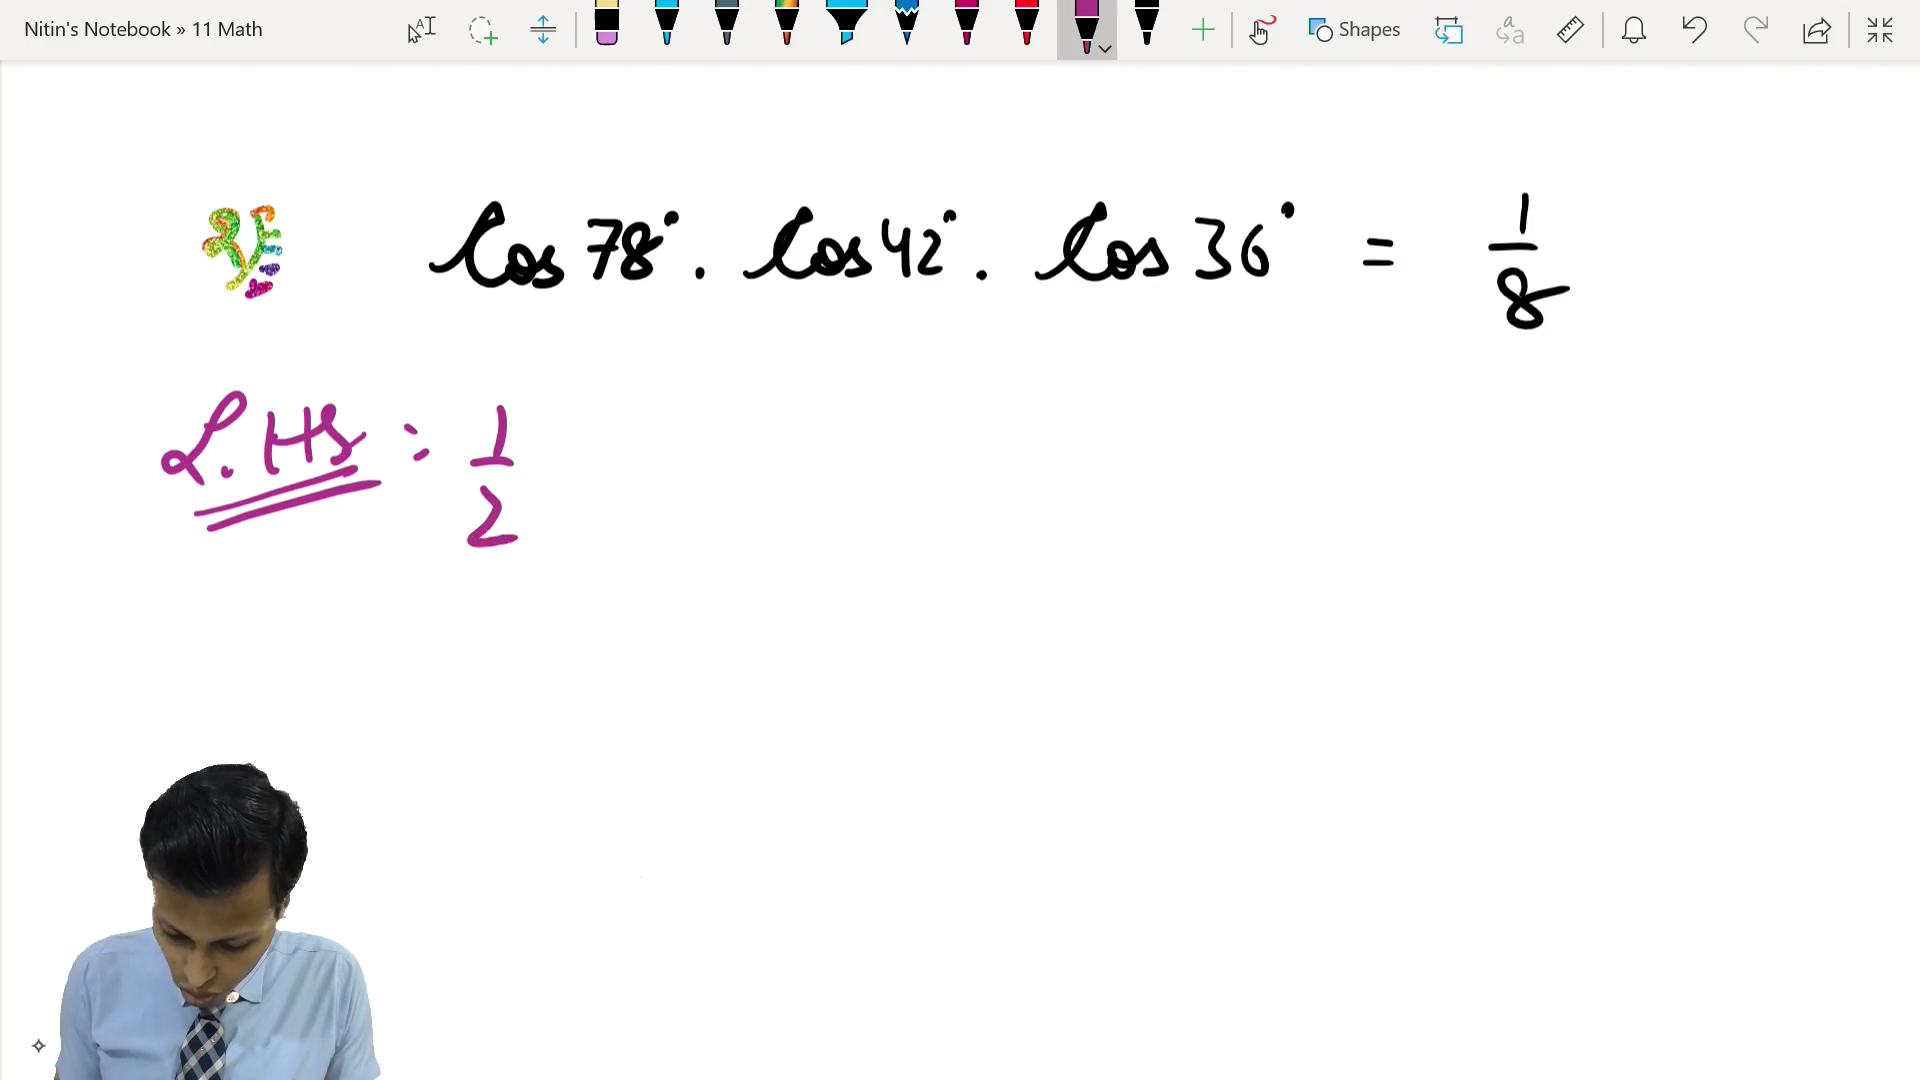 Nitin's Notebook » 11 Math
Shapes
Cos 78° . Cos 42° . Cos 36° = 1/8
L.HS = 1/2